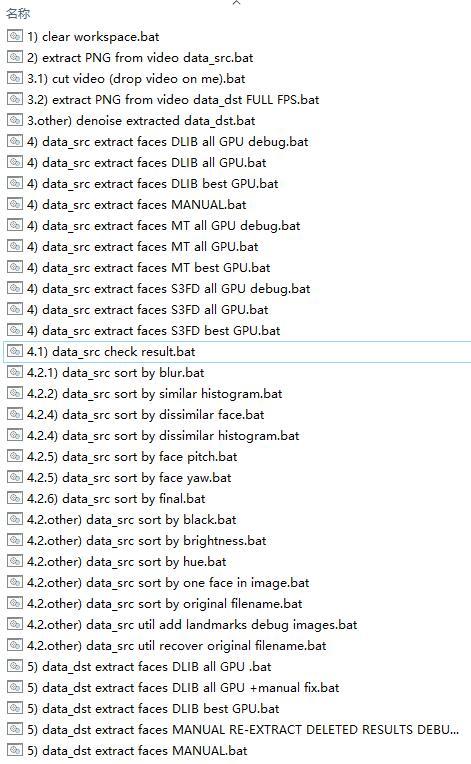 名称
1) clear workspace.bat
2) extract PNG from video data_src.bat
3.1) cut video (drop video on me).bat
3.2) extract PNG from video data_dst FULL FPS.bat
3.other) denoise extracted data_dst.bat
4) data_src extract faces DLIB all GPU debug.bat
4) data_src extract faces DLIB all GPU.bat
4) data_src extract faces DLIB best GPU.bat
4) data_src extract faces MANUAL.bat
4) data_src extract faces MT all GPU debug.bat
4) data_src extract faces MT all GPU.bat
4) data_src extract faces MT best GPU.bat
4) data_src extract faces S3FD all GPU debug.bat
4) data_src extract faces S3FD all GPU.bat
4) data_src extract faces S3FD best GPU.bat
4.1) data_src check result.bat
4.2.1) data_src sort by blur.bat
4.2.2) data_src sort by similar histogram.bat
4.2.4) data_src sort by dissimilar face.bat
4.2.4) data_src sort by dissimilar histogram.bat
4.2.5) data_src sort by face pitch.bat
4.2.5) data_src sort by face yaw.bat
4.2.6) data_src sort by final.bat
4.2.other) data_src sort by black.bat
4.2.other) data_src sort by brightness.bat
4.2.other) data_src sort by hue.bat
4.2.other) data_src sort by one face in image.bat
4.2.other) data_src sort by original filename.bat
4.2.other) data_src util add landmarks debug images.bat
4.2.other) data_src util recover original filename.bat
5) data_dst extract faces DLIB all GPU .bat
5) data_dst extract faces DLIB all GPU +manual fix.bat
5) data_dst extract faces DLIB best GPU.bat
5) data_dst extract faces MANUAL RE-EXTRACT DELETED RESULTS DEBU...
5) data_dst extract faces MANUAL.bat